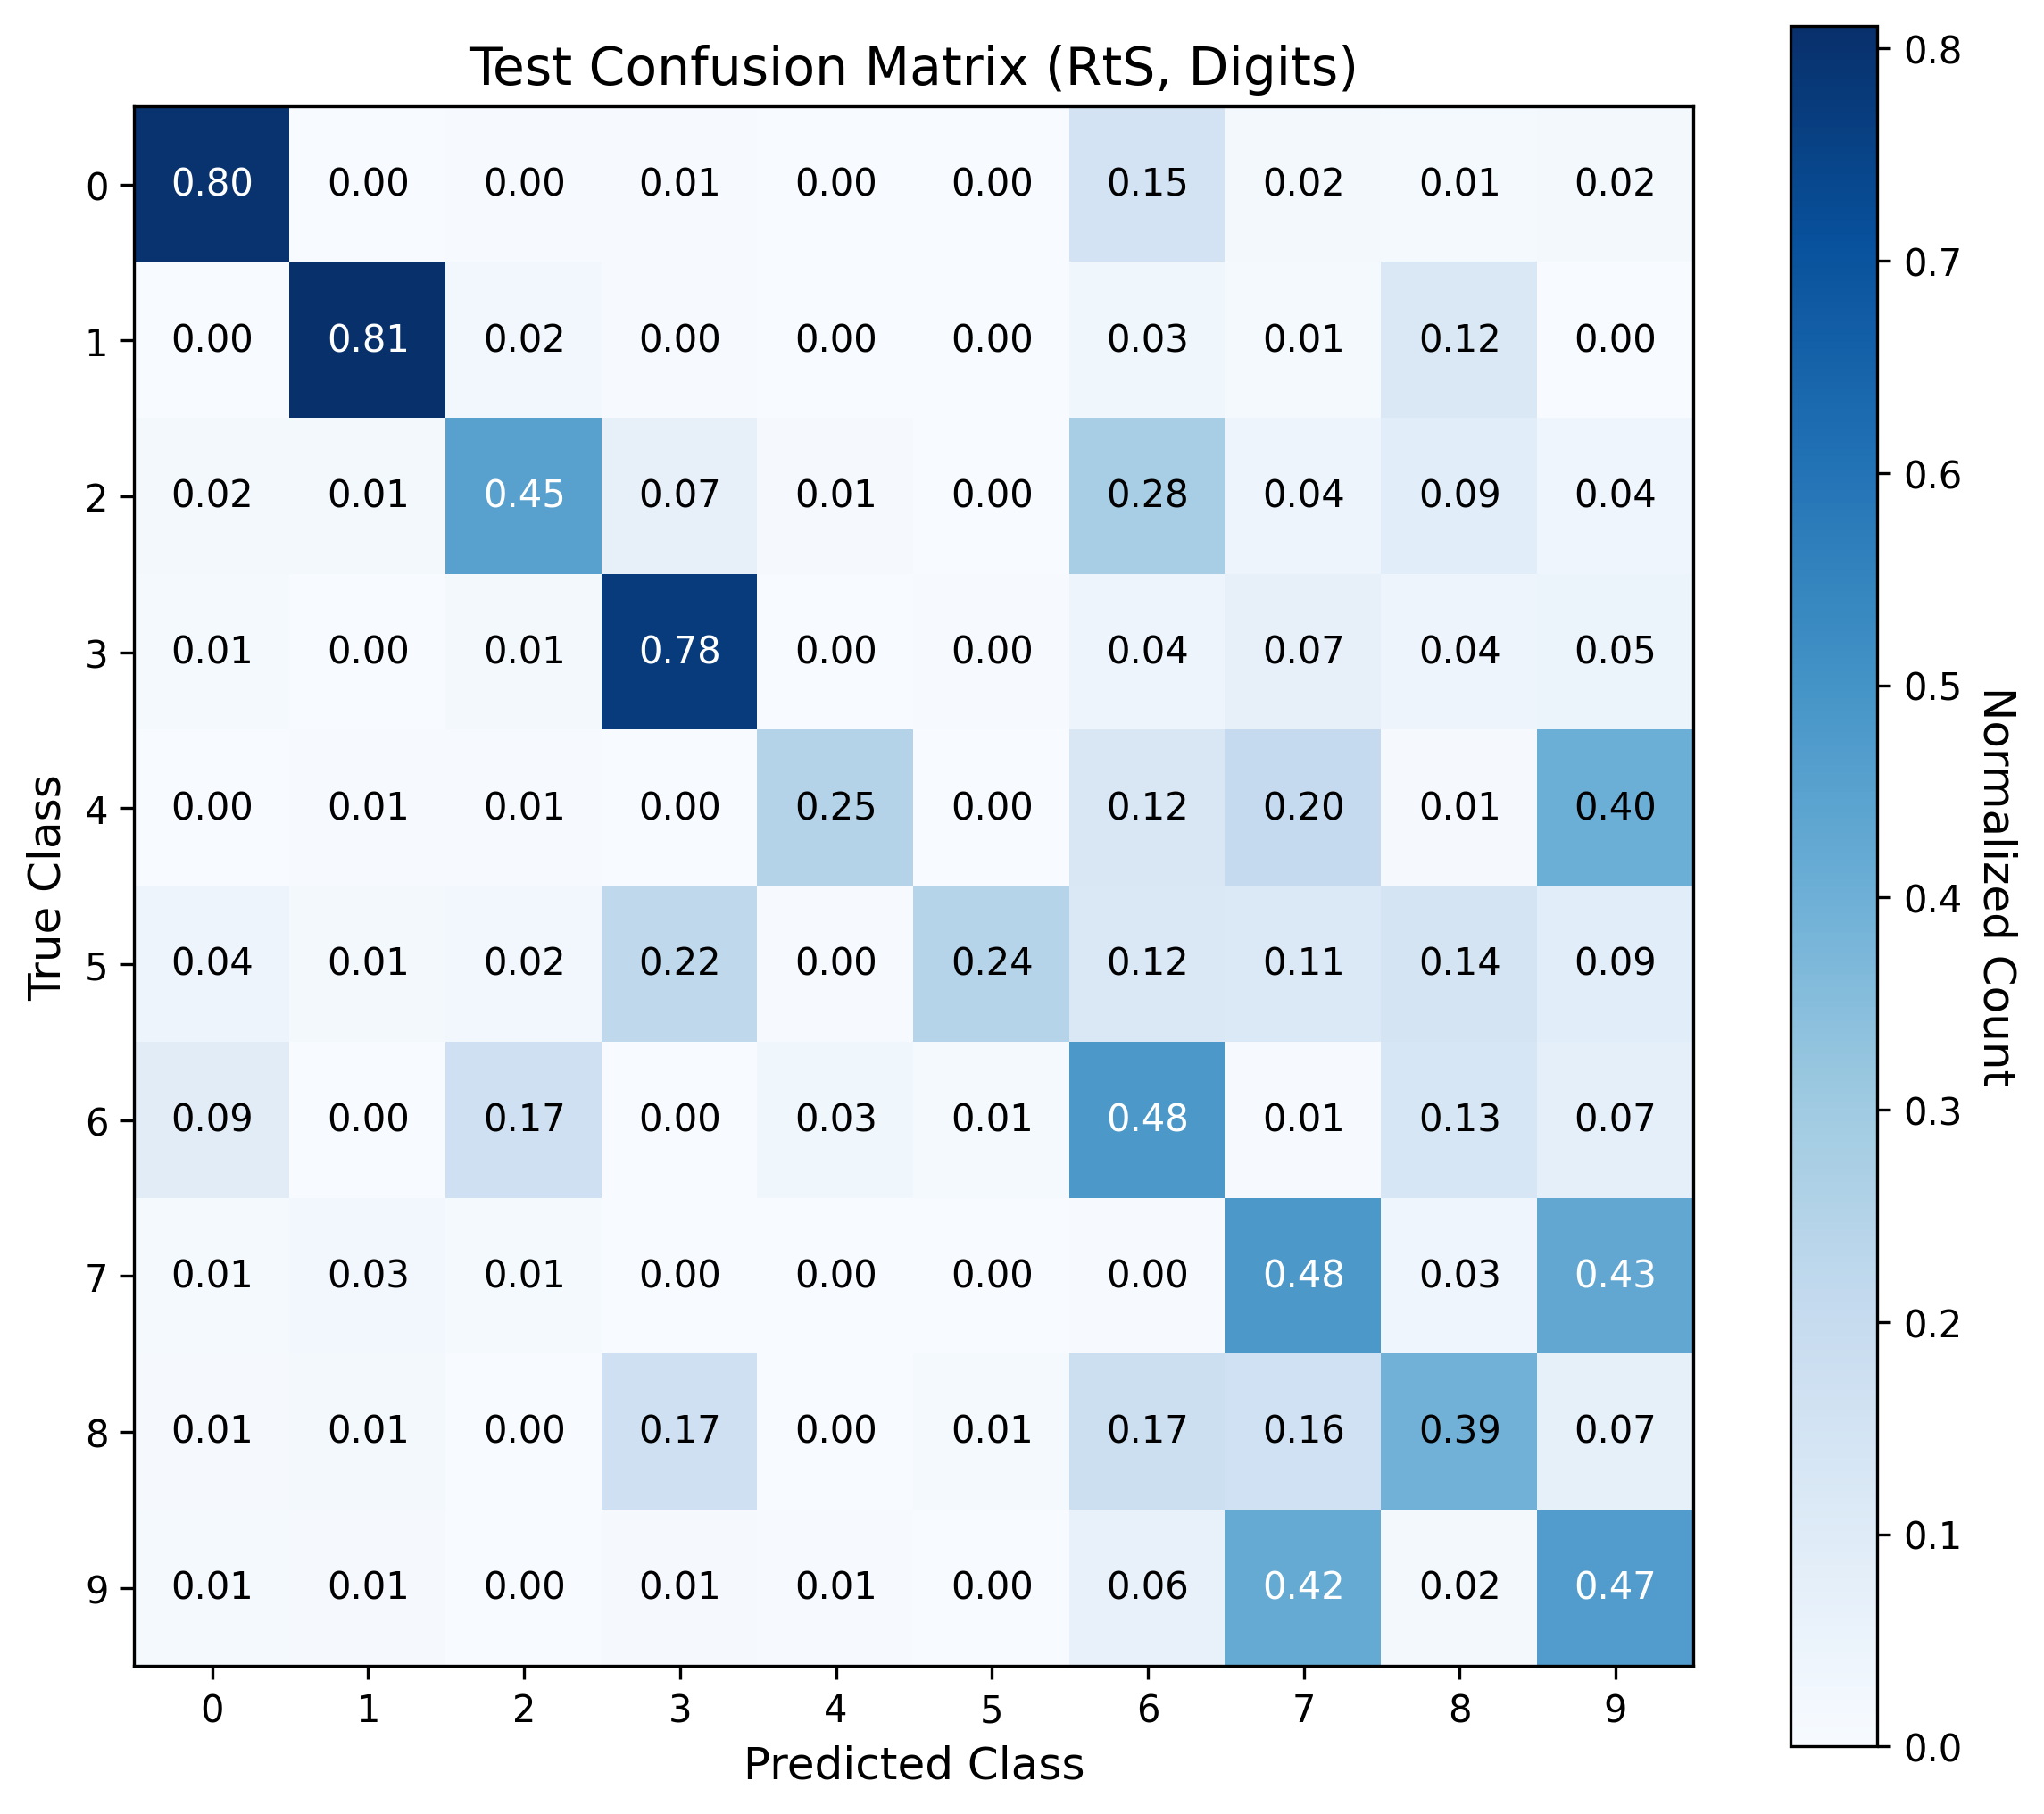 Test Confusion Matrix (RtS, Digits)
0 0.80 0.00 0.00 0.01 0.00 0.00 0.15 0.02 0.01 0.02
1 0.00 0.81 0.02 0.00 0.00 0.00 0.03 0.01 0.12 0.00
2 0.02 0.01 0.45 0.07 0.01 0.00 0.28 0.04 0.09 0.04
3 0.01 0.00 0.01 0.78 0.00 0.00 0.04 0.07 0.04 0.05
4 0.00 0.01 0.01 0.00 0.25 0.00 0.12 0.20 0.01 0.40
5 0.04 0.01 0.02 0.22 0.00 0.24 0.12 0.11 0.14 0.09
6 0.09 0.00 0.17 0.00 0.03 0.01 0.48 0.01 0.13 0.07
7 0.01 0.03 0.01 0.00 0.00 0.00 0.00 0.48 0.03 0.43
8 0.01 0.01 0.00 0.17 0.00 0.01 0.17 0.16 0.39 0.07
9 0.01 0.01 0.00 0.01 0.01 0.00 0.06 0.42 0.02 0.47
0 1 2 3 4 5 6 7 8 9
Predicted Class
True Class
0.8
0.7
0.6
0.5
0.4
0.3
0.2
0.1
0.0
Normalized Count